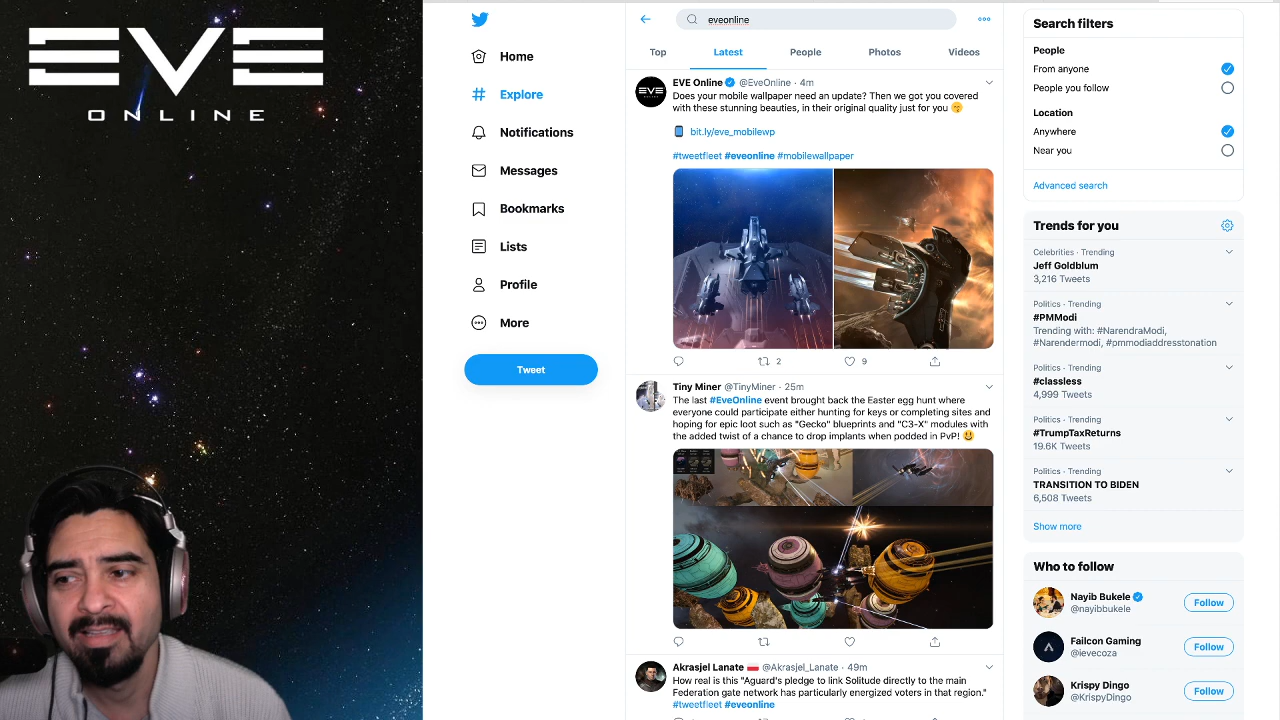 EVE
ONLINE
Home
Explore
Notifications
Messages
Bookmarks
Lists
Profile
More
Tweet
eveonline
Top
Latest
People
Photos
Videos
EVE Online @EveOnline · 4m
Does your mobile wallpaper need an update? Then we got you covered
with these stunning beauties, in their original quality just for you
bit.ly/eve_mobilewp
#tweetfleet #eveonline #mobilewallpaper
2
9
Tiny Miner @TinyMiner · 25m
The last #EveOnline event brought back the Easter egg hunt where
everyone could participate either hunting for keys or completing sites and
hoping for epic loot such as "Gecko" blueprints and "C3-X" modules with
the added twist of a chance to drop implants when podded in PvP!
Akrasjel Lanate @Akrasjel_Lanate · 49m
How real is this "Aguard's pledge to link Solitude directly to the main
Federation gate network has particularly energized voters in that region."
#tweetfleet #eveonline
Search filters
People
From anyone
People you follow
Location
Anywhere
Near you
Advanced search
Trends for you
Celebrities · Trending
Jeff Goldblum
3,216 Tweets
Politics · Trending
#PMModi
Trending with: #NarendraModi,
#Narendermodi, #pmmodiaddresstonation
Politics · Trending
#classless
4,999 Tweets
Politics · Trending
#TrumpTaxReturns
19.6K Tweets
Politics · Trending
TRANSITION TO BIDEN
6,508 Tweets
Show more
Who to follow
Nayib Bukele
@nayibbukele
Follow
Failcon Gaming
@ievecoza
Follow
Krispy Dingo
@KrispyDingo
Follow